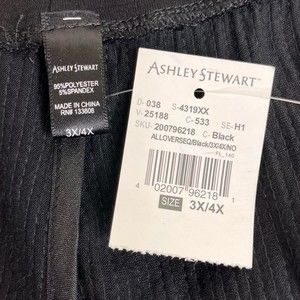 ASHLEY STEWART
95%POLYESTER
5%SPANDEX
MADE IN CHINA
RN# 133606
3X/4X
ASHLEY STEWART
D- 038 S-4319XX
V- 25188 C- 533 SE- H1
SKU- 200796218 C- Black
ALLOVERSEQ/Black/3X/4X/NO
FL_140
4 02007 96218 1
SIZE 3X/4X